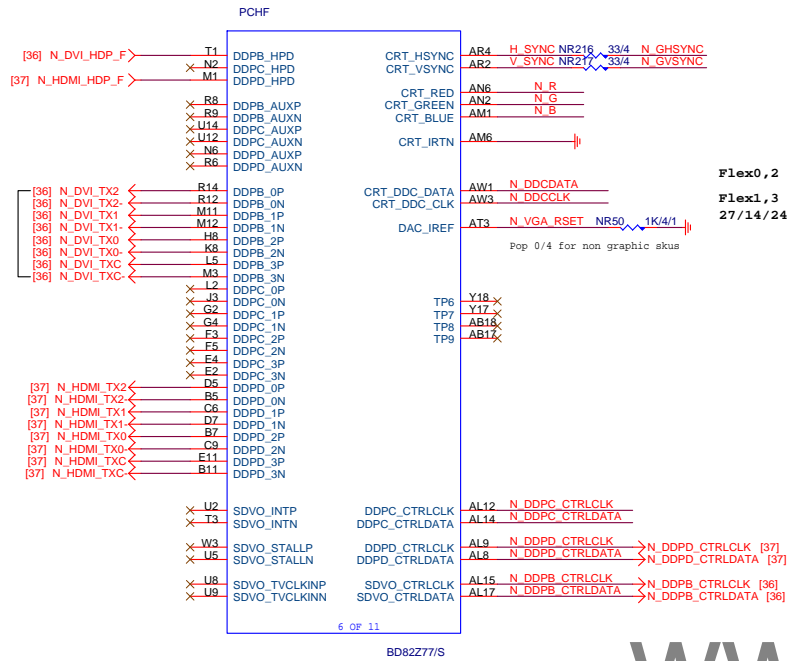 PCHF
[36] N_DVI_HDP_F T1 DDPB_HPD
N2 DDPC_HPD
[37] N_HDMI_HDP_F M1 DDPD_HPD
R8 DDPB_AUXP
R9 DDPB_AUXN
U14 DDPC_AUXP
U12 DDPC_AUXN
N6 DDPD_AUXP
R6 DDPD_AUXN
[36] N_DVI_TX2 R14 DDPB_0P
[36] N_DVI_TX2- R12 DDPB_0N
[36] N_DVI_TX1 M11 DDPB_1P
[36] N_DVI_TX1- M12 DDPB_1N
[36] N_DVI_TX0 H8 DDPB_2P
[36] N_DVI_TX0- K8 DDPB_2N
[36] N_DVI_TXC L5 DDPB_3P
[36] N_DVI_TXC- M3 DDPB_3N
L2 DDPC_0P
J3 DDPC_0N
G2 DDPC_1P
G4 DDPC_1N
F3 DDPC_2P
F5 DDPC_2N
E4 DDPC_3P
E2 DDPC_3N
[37] N_HDMI_TX2 D5 DDPD_0P
[37] N_HDMI_TX2- B5 DDPD_0N
[37] N_HDMI_TX1 C6 DDPD_1P
[37] N_HDMI_TX1- D7 DDPD_1N
[37] N_HDMI_TX0 B7 DDPD_2P
[37] N_HDMI_TX0- C9 DDPD_2N
[37] N_HDMI_TXC E11 DDPD_3P
[37] N_HDMI_TXC- B11 DDPD_3N
U2 SDVO_INTP
T3 SDVO_INTN
W3 SDVO_STALLP
U5 SDVO_STALLN
U8 SDVO_TVCLKINP
U9 SDVO_TVCLKINN
CRT_HSYNC AR4 H_SYNC NR216 33/4 N_GHSYNC
CRT_VSYNC AR2 V_SYNC NR217 33/4 N_GVSYNC
CRT_RED AN6 N_R
CRT_GREEN AN2 N_G
CRT_BLUE AM1 N_B
CRT_IRTN AM6
CRT_DDC_DATA AW1 N_DDCDATA
CRT_DDC_CLK AW3 N_DDCCLK
DAC_IREF AT3 N_VGA_RSET NR50 1K/4/1
Pop 0/4 for non graphic skus
Flex0,2
Flex1,3
27/14/24
TP6 Y18
TP7 Y17
TP8 AB18
TP9 AB17
DDPC_CTRLCLK AL12 N_DDPC_CTRLCLK
DDPC_CTRLDATA AL14 N_DDPC_CTRLDATA
DDPD_CTRLCLK AL9 N_DDPD_CTRLCLK N_DDPD_CTRLCLK [37]
DDPD_CTRLDATA AL8 N_DDPD_CTRLDATA N_DDPD_CTRLDATA [37]
SDVO_CTRLCLK AL15 N_DDPB_CTRLCLK N_DDPB_CTRLCLK [36]
SDVO_CTRLDATA AL17 N_DDPB_CTRLDATA N_DDPB_CTRLDATA [36]
6 OF 11
BD82Z77/S